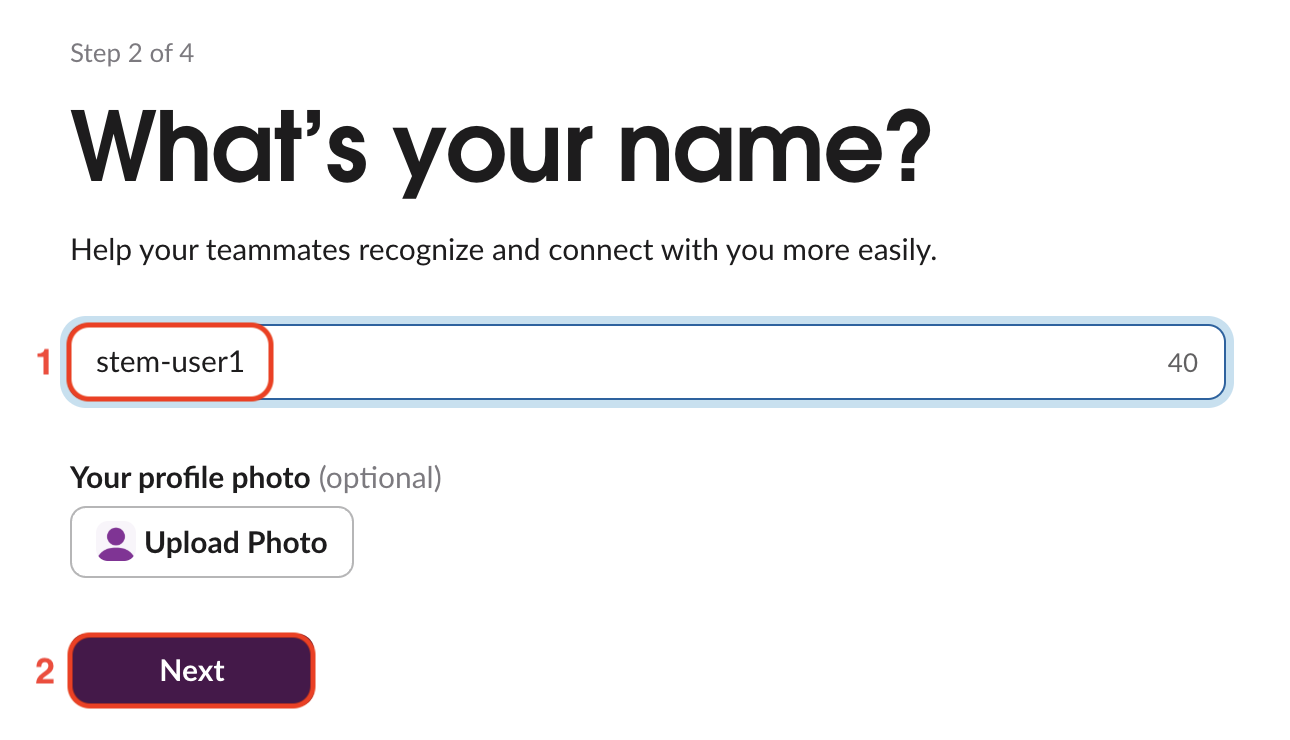 Step 2 of 4
What’s your name?
Help your teammates recognize and connect with you more easily.
1 stem-user1 40
Your profile photo (optional)
Upload Photo
2 Next